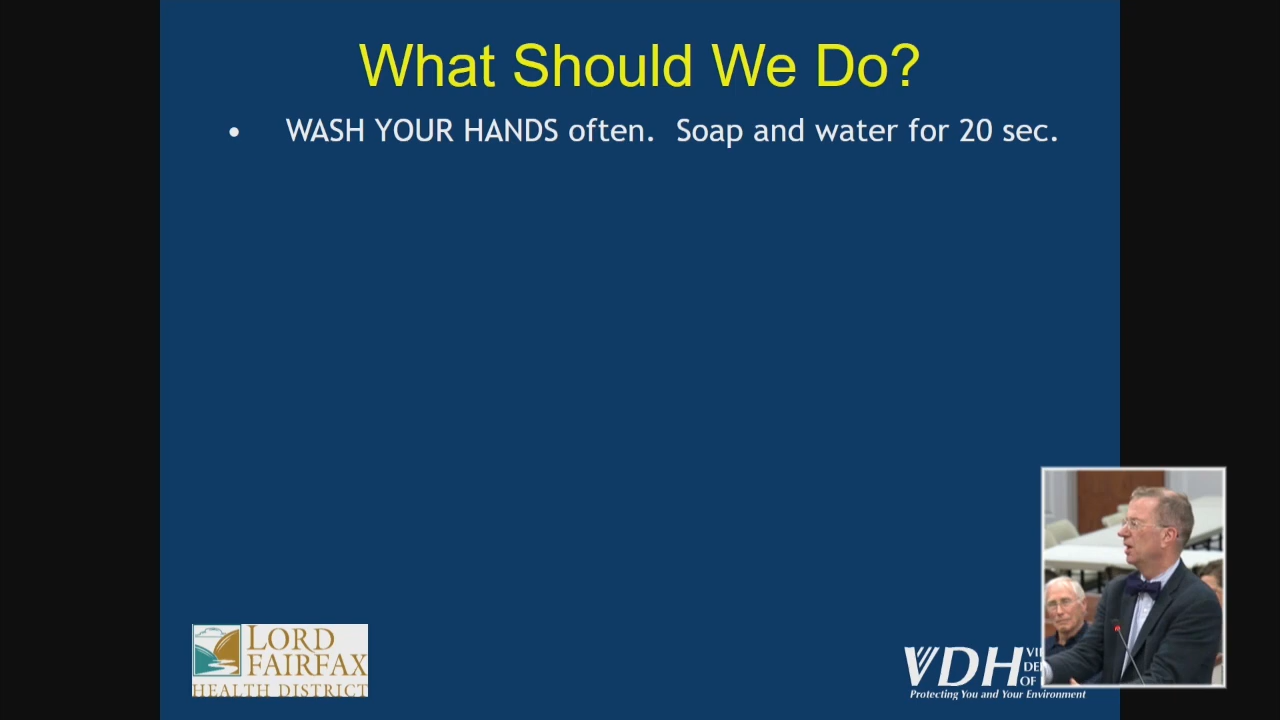 What Should We Do?
• WASH YOUR HANDS often. Soap and water for 20 sec.
LORD
FAIRFAX
HEALTH DISTRICT
VDH
OF
Protecting You and Your Environment